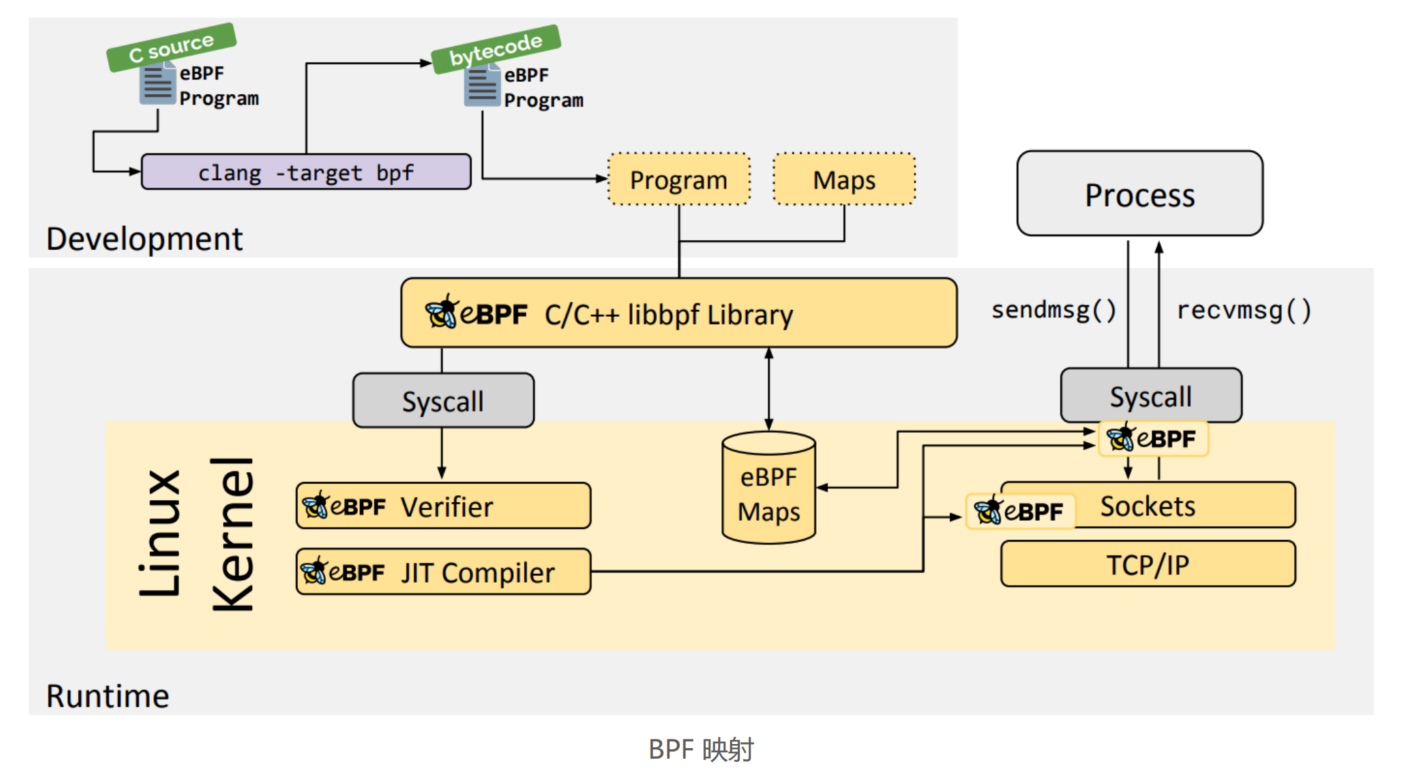 C source
eBPF
Program
bytecode
eBPF
Program
clang -target bpf
Program
Maps
Development
Process
eBPF C/C++ libbpf Library
sendmsg()
recvmsg()
Syscall
Syscall
eBPF
Linux
Kernel
eBPF Verifier
eBPF
Maps
eBPF
Sockets
eBPF JIT Compiler
TCP/IP
Runtime
BPF 映射